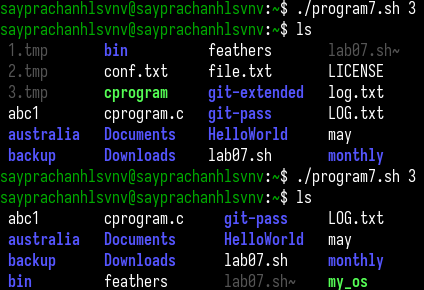 sayprachanhlsvnv@sayprachanhlsvnv:~$ ./program7.sh 3
sayprachanhlsvnv@sayprachanhlsvnv:~$ ls
1.tmp bin feathers lab07.sh~
2.tmp conf.txt file.txt LICENSE
3.tmp cprogram git-extended log.txt
abc1 cprogram.c git-pass LOG.txt
australia Documents HelloWorld may
backup Downloads lab07.sh monthly
sayprachanhlsvnv@sayprachanhlsvnv:~$ ./program7.sh 3
sayprachanhlsvnv@sayprachanhlsvnv:~$ ls
abc1 cprogram.c git-pass LOG.txt
australia Documents HelloWorld may
backup Downloads lab07.sh monthly
bin feathers lab07.sh~ my_os